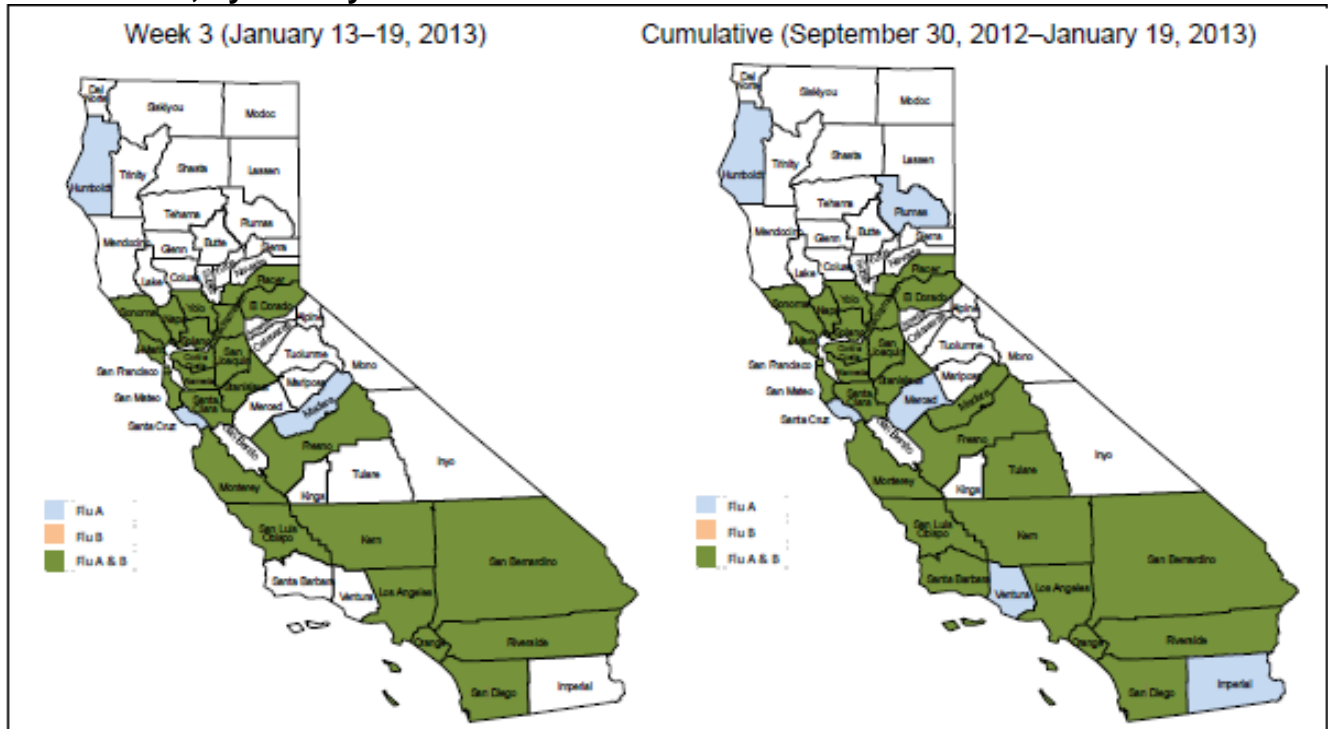 Week 3 (January 13–19, 2013)
Del
Norte
Siskiyou
Modoc
Humboldt
Trinity
Shasta
Lassen
Tehama
Plumas
Mendocino
Glenn
Butte
Sierra
Lake
Colusa
Nevada
Placer
Sonoma
Napa
Yolo
El Dorado
Alpine
Solano
San
Joaquin
Tuolumne
Mono
San Francisco
Stanislaus
Mariposa
San Mateo
Santa
Clara
Merced
Madera
Santa Cruz
San Benito
Fresno
Inyo
Monterey
Kings
Tulare
San Luis
Obispo
Kern
San Bernardino
Santa Barbara
Ventura
Los Angeles
Orange
Riverside
San Diego
Imperial
Flu A
Flu B
Flu A & B
Cumulative (September 30, 2012–January 19, 2013)
Del
Norte
Siskiyou
Modoc
Humboldt
Trinity
Shasta
Lassen
Tehama
Plumas
Mendocino
Glenn
Butte
Sierra
Lake
Colusa
Nevada
Placer
Sonoma
Napa
Yolo
El Dorado
Alpine
Solano
San
Joaquin
Tuolumne
Mono
San Francisco
Stanislaus
Mariposa
San Mateo
Santa
Clara
Merced
Madera
Santa Cruz
San Benito
Fresno
Inyo
Monterey
Kings
Tulare
San Luis
Obispo
Kern
San Bernardino
Santa Barbara
Ventura
Los Angeles
Orange
Riverside
San Diego
Imperial
Flu A
Flu B
Flu A & B